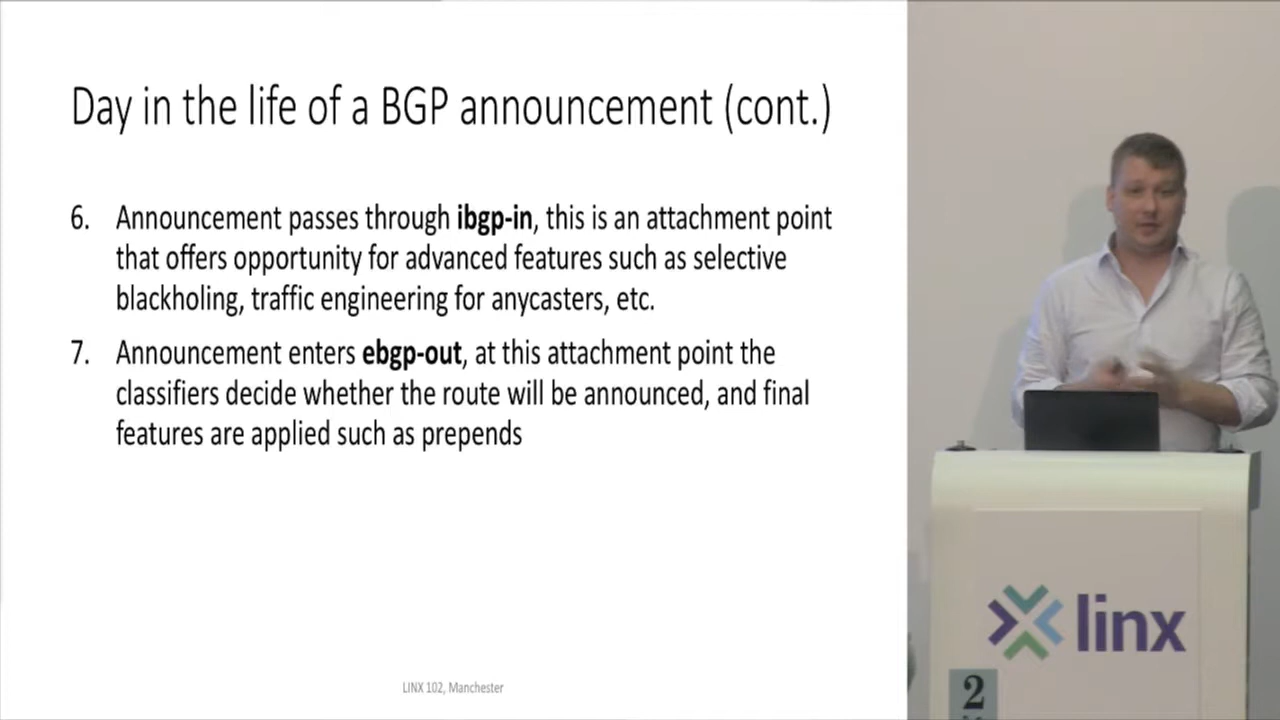 Day in the life of a BGP announcement (cont.)
6. Announcement passes through ibgp-in, this is an attachment point
that offers opportunity for advanced features such as selective
blackholing, traffic engineering for anycasters, etc.
7. Announcement enters ebgp-out, at this attachment point the
classifiers decide whether the route will be announced, and final
features are applied such as prepends
LINX 102, Manchester
linx
2